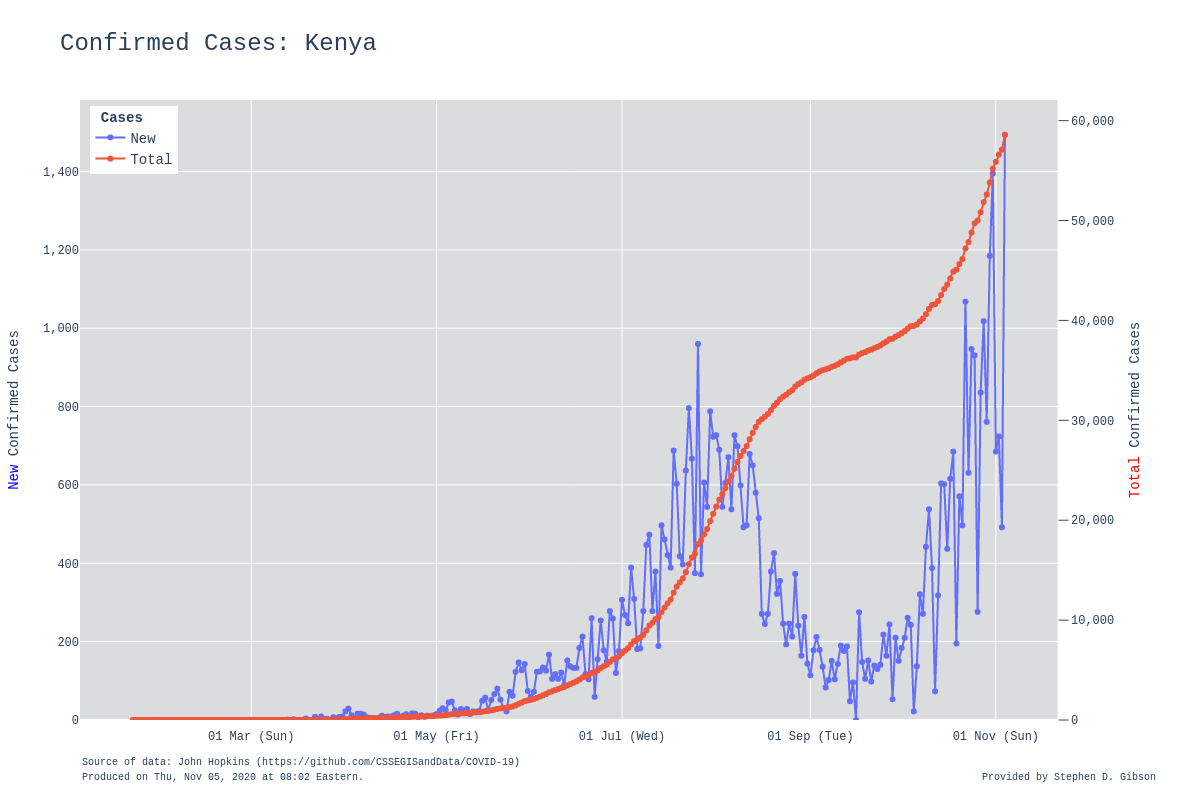 Confirmed Cases: Kenya
Cases
New
Total
1,400
1,200
1,000
800
600
400
200
0
60,000
50,000
40,000
30,000
20,000
10,000
0
New Confirmed Cases
Total Confirmed Cases
01 Mar (Sun)
01 May (Fri)
01 Jul (Wed)
01 Sep (Tue)
01 Nov (Sun)
Source of data: John Hopkins (https://github.com/CSSEGISandData/COVID-19)
Produced on Thu, Nov 05, 2020 at 08:02 Eastern.
Provided by Stephen D. Gibson